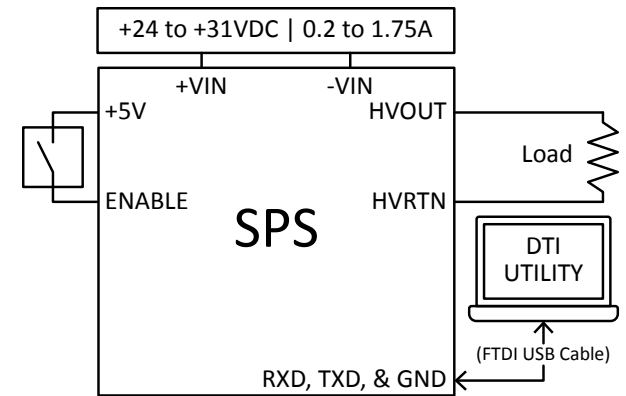 +24 to +31VDC | 0.2 to 1.75A
+VIN
-VIN
+5V
HVOUT
Load
ENABLE
HVRTN
SPS
DTI
UTILITY
(FTDI USB Cable)
RXD, TXD, & GND